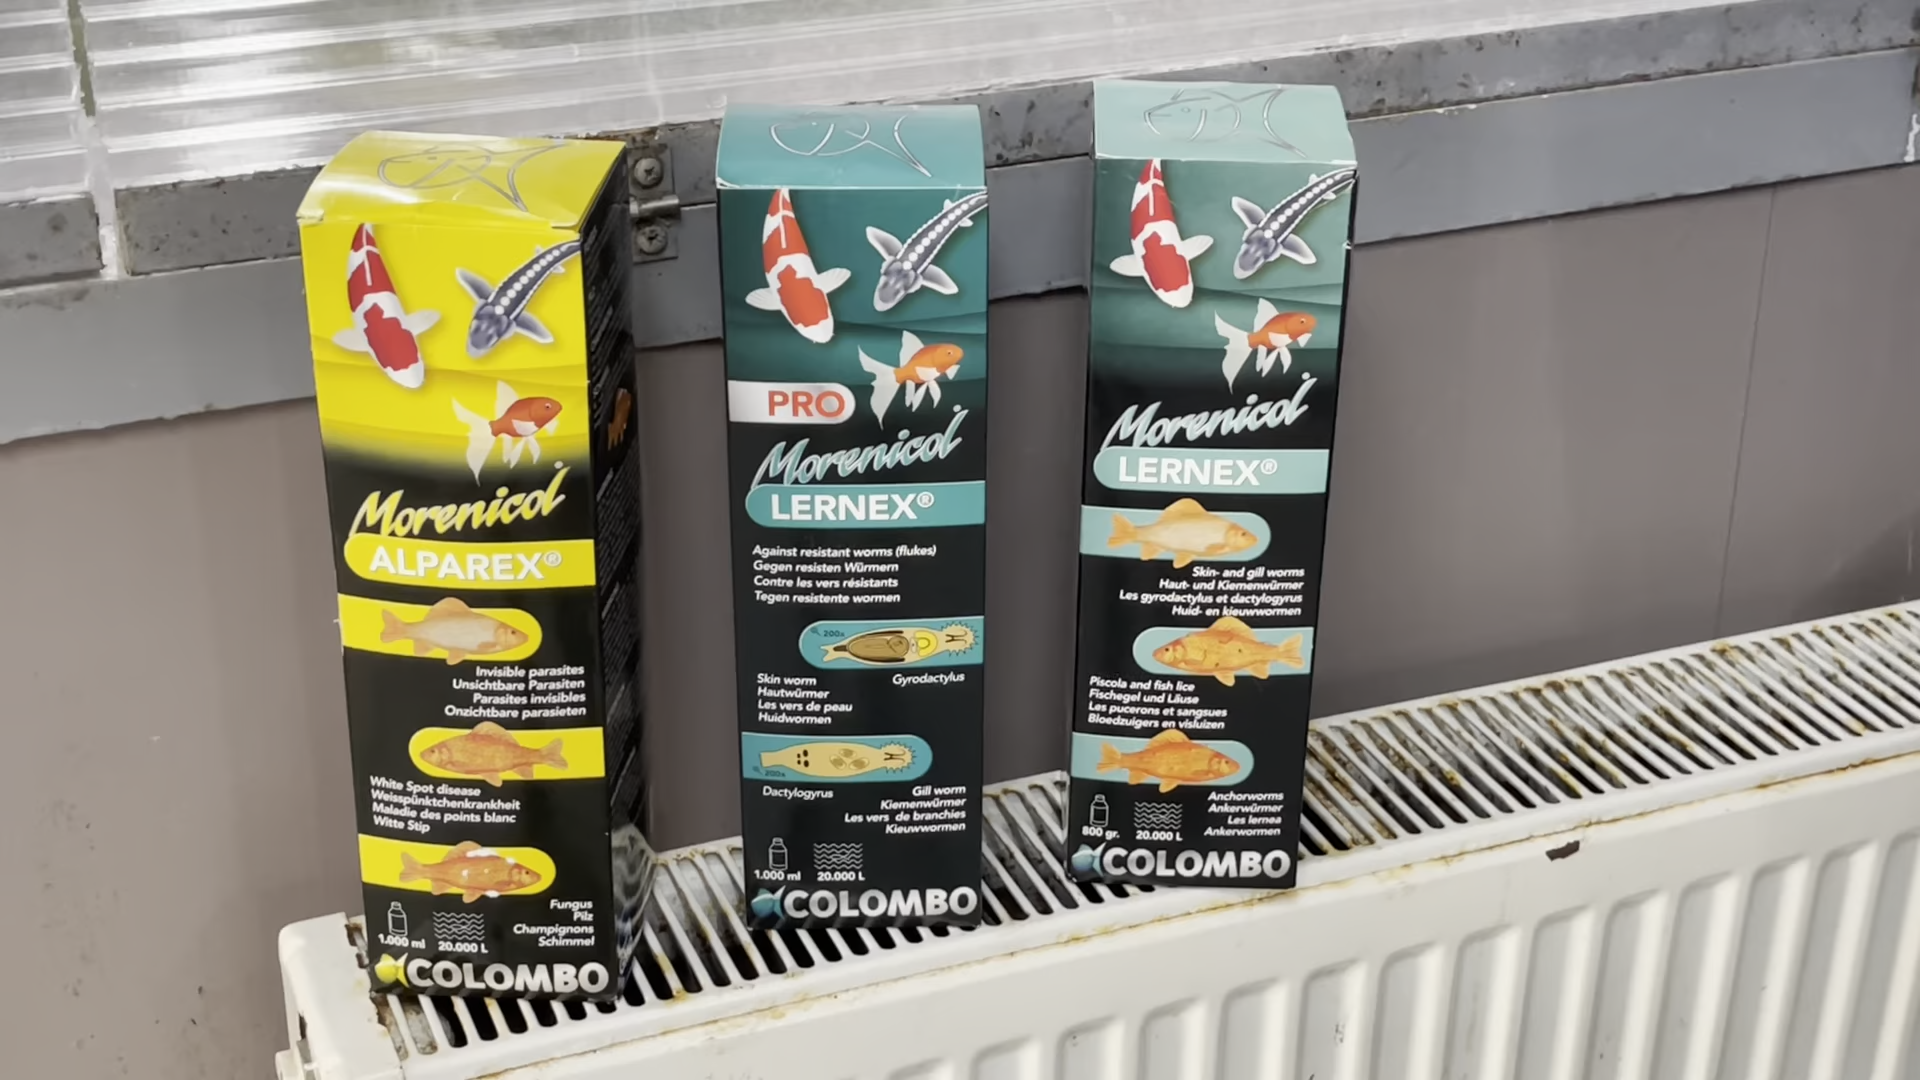 Morenicol
ALPAREX®
Invisible parasites
Unsichtbare Parasiten
Parasites invisibles
Onzichtbare parasieten
White Spot disease
Weisspünktchenkrankheit
Maladie des points blanc
Witte Stip
Fungus
Pilz
Champignons
Schimmel
1.000 ml
20.000 L
COLOMBO
PRO
Morenicol
LERNEX®
Against resistant worms (flukes)
Gegen resisten Würmern
Contre les vers résistants
Tegen resistente wormen
200x
Skin worm
Hautwürmer
Les vers de peau
Huidwormen
Gyrodactylus
200x
Dactylogyrus
Gill worm
Kiemenwürmer
Les vers de branchies
Kieuwwormen
1.000 ml
20.000 L
COLOMBO
Morenicol
LERNEX®
Skin- and gill worms
Haut- und Kiemenwürmer
Les gyrodactylus et dactylogyrus
Huid- en kieuwwormen
Piscola and fish lice
Fischegel und Läuse
Les pucerons et sangsues
Bloedzuigers en visluizen
Anchorworms
Ankerwürmer
Les lernea
Ankerwormen
800 gr.
20.000 L
COLOMBO